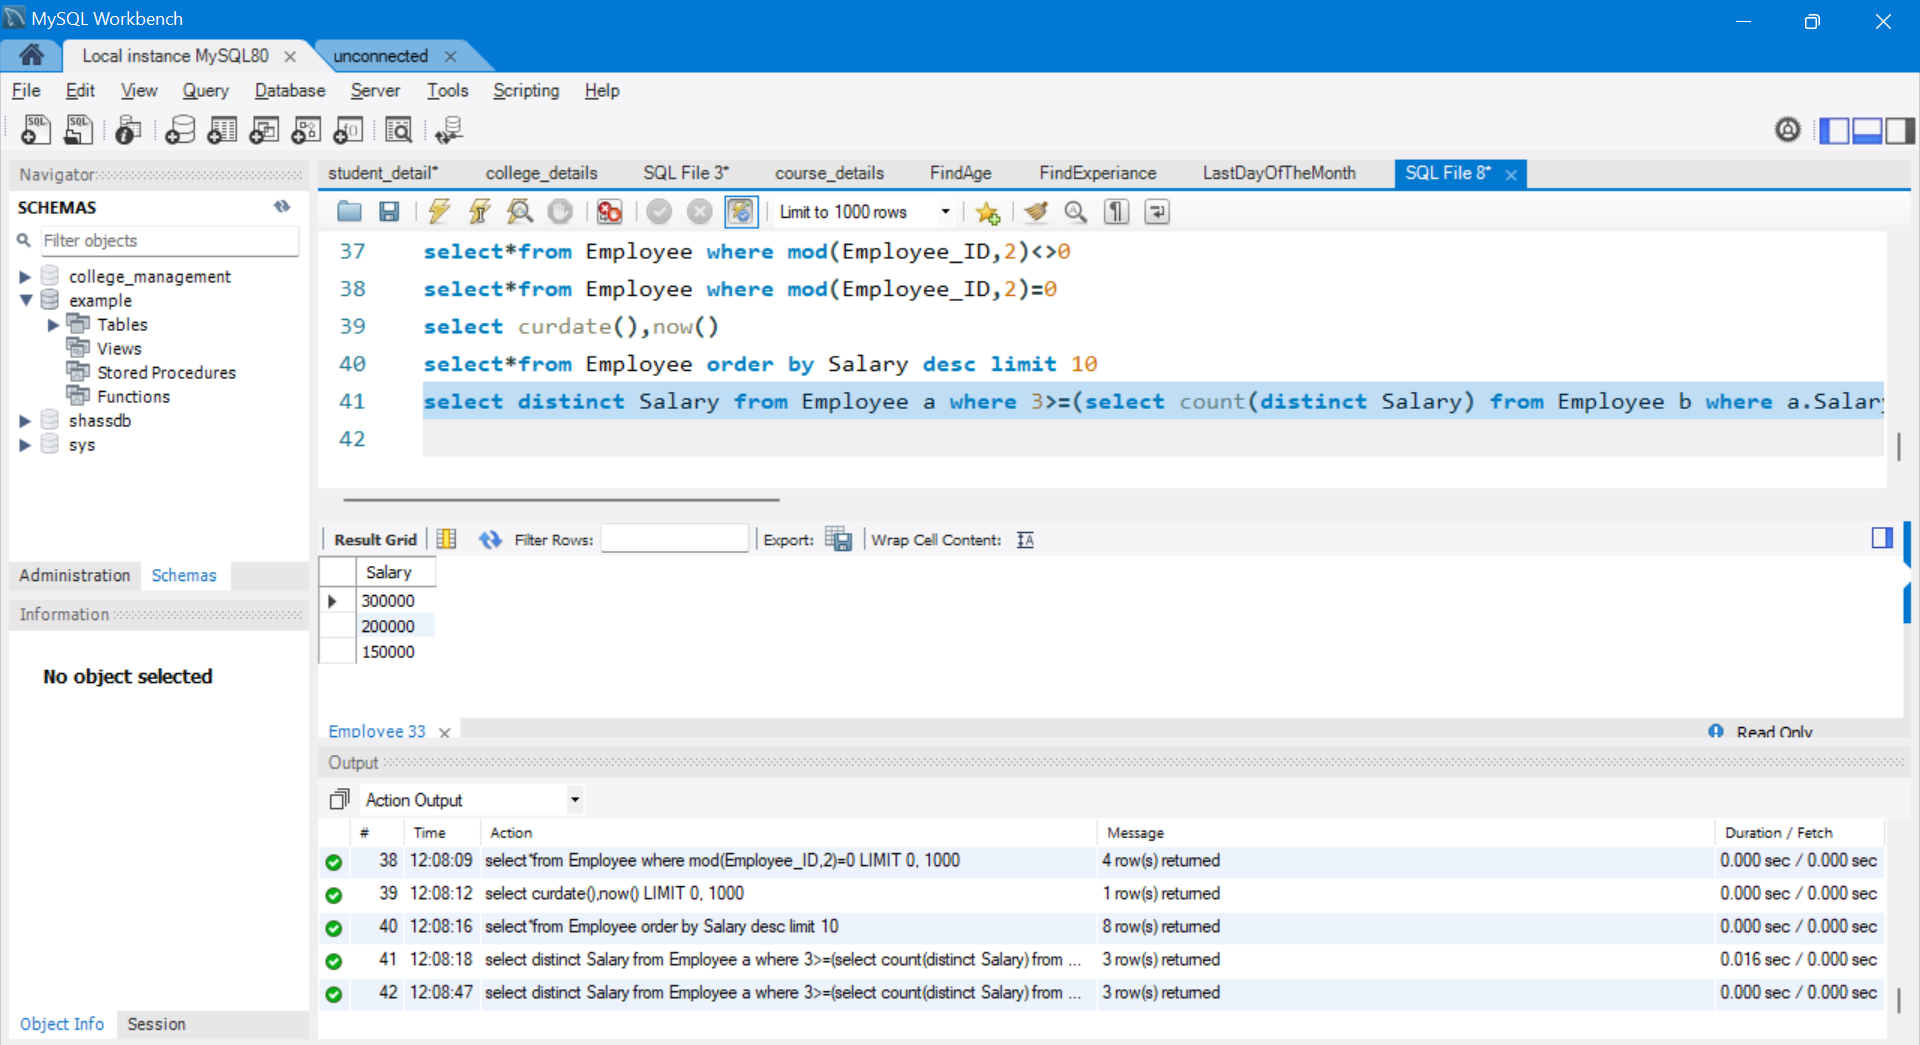 MySQL Workbench
Local instance MySQL80
unconnected
File Edit View Query Database Server Tools Scripting Help
Navigator
SCHEMAS
Filter objects
college_management
example
Tables
Views
Stored Procedures
Functions
shassdb
sys
Administration Schemas
Information
No object selected
Object Info Session
student_detail* college_details SQL File 3* course_details FindAge FindExperiance LastDayOfTheMonth SQL File 8*
Limit to 1000 rows
37 select*from Employee where mod(Employee_ID,2)<>0
38 select*from Employee where mod(Employee_ID,2)=0
39 select curdate(),now()
40 select*from Employee order by Salary desc limit 10
41 select distinct Salary from Employee a where 3>=(select count(distinct Salary) from Employee b where a.Salar
42
Result Grid Filter Rows: Export: Wrap Cell Content:
Salary
300000
200000
150000
Employee 33
Read Only
Output
Action Output
# Time Action Message Duration / Fetch
38 12:08:09 select*from Employee where mod(Employee_ID,2)=0 LIMIT 0, 1000 4 row(s) returned 0.000 sec / 0.000 sec
39 12:08:12 select curdate(),now() LIMIT 0, 1000 1 row(s) returned 0.000 sec / 0.000 sec
40 12:08:16 select*from Employee order by Salary desc limit 10 8 row(s) returned 0.000 sec / 0.000 sec
41 12:08:18 select distinct Salary from Employee a where 3>=(select count(distinct Salary) from ... 3 row(s) returned 0.016 sec / 0.000 sec
42 12:08:47 select distinct Salary from Employee a where 3>=(select count(distinct Salary) from ... 3 row(s) returned 0.000 sec / 0.000 sec